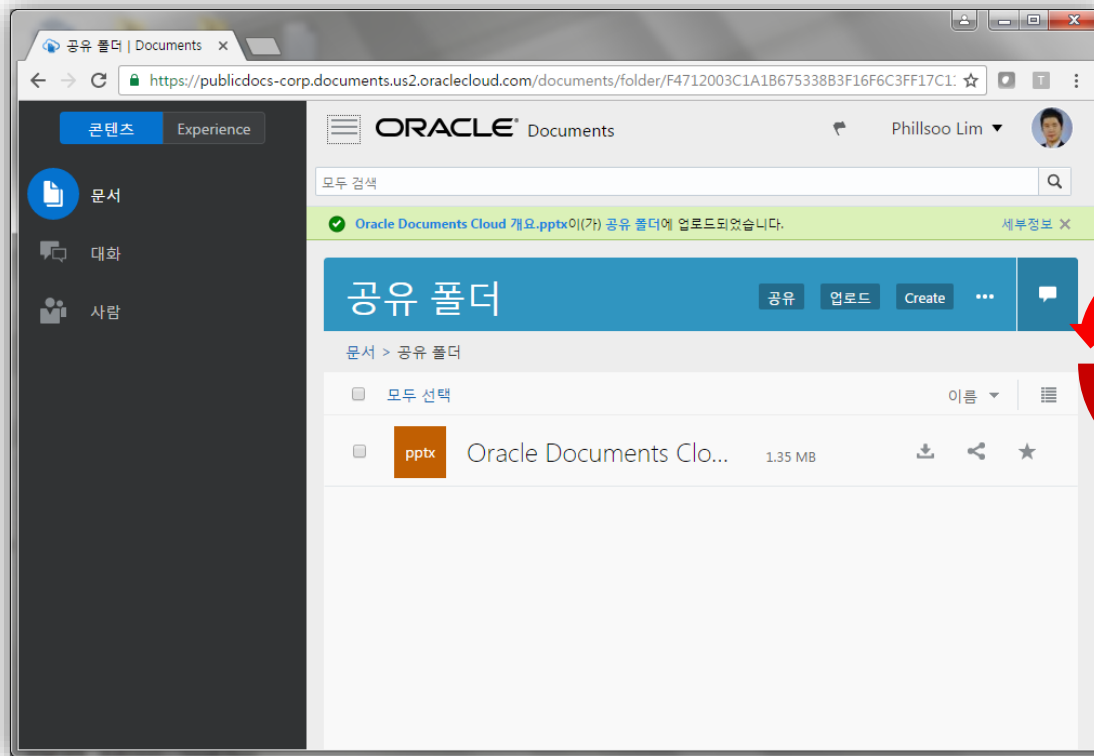 공유 폴더 | Documents
https://publicdocs-corp.documents.us2.oraclecloud.com/documents/folder/F4712003C1A1B675338B3F16F6C3FF17C1
콘텐츠 Experience
ORACLE® Documents
Phillsoo Lim
모두 검색
문서
Oracle Documents Cloud 개요.pptx이(가) 공유 폴더에 업로드되었습니다. 세부정보
대화
공유 폴더
공유 업로드 Create
사람
문서 > 공유 폴더
모두 선택 이름
pptx Oracle Documents Clo... 1.35 MB